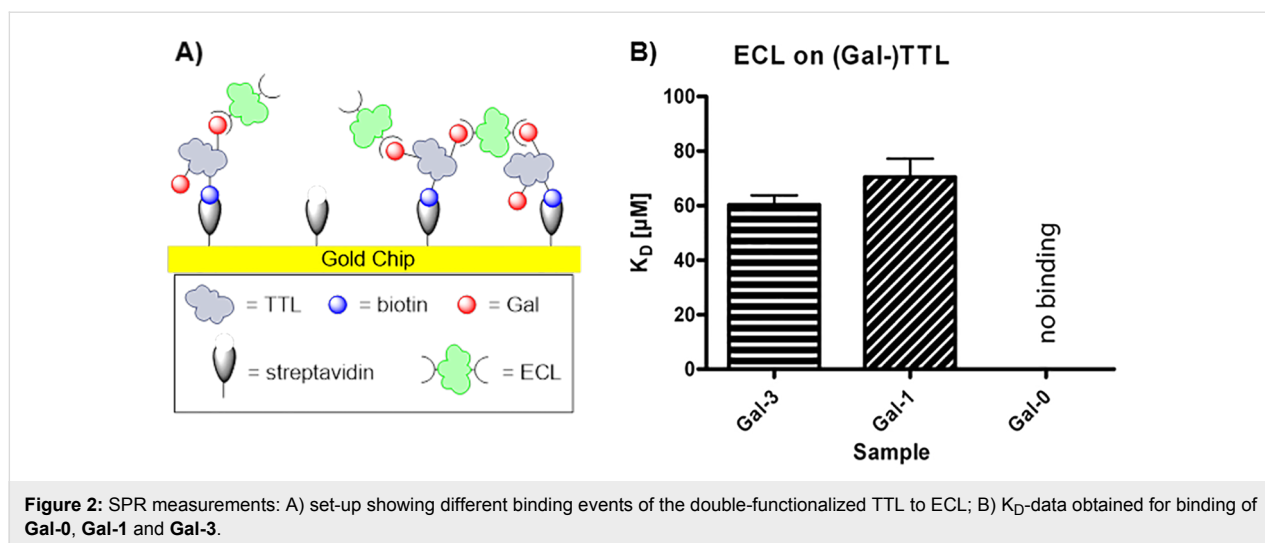 A)
Gold Chip
= TTL
= biotin
= Gal
= streptavidin
= ECL
B)
ECL on (Gal-)TTL
K_D [µM]
100
80
60
40
20
0
no binding
Gal-3
Gal-1
Gal-0
Sample
Figure 2: SPR measurements: A) set-up showing different binding events of the double-functionalized TTL to ECL; B) K_D-data obtained for binding of
Gal-0, Gal-1 and Gal-3.